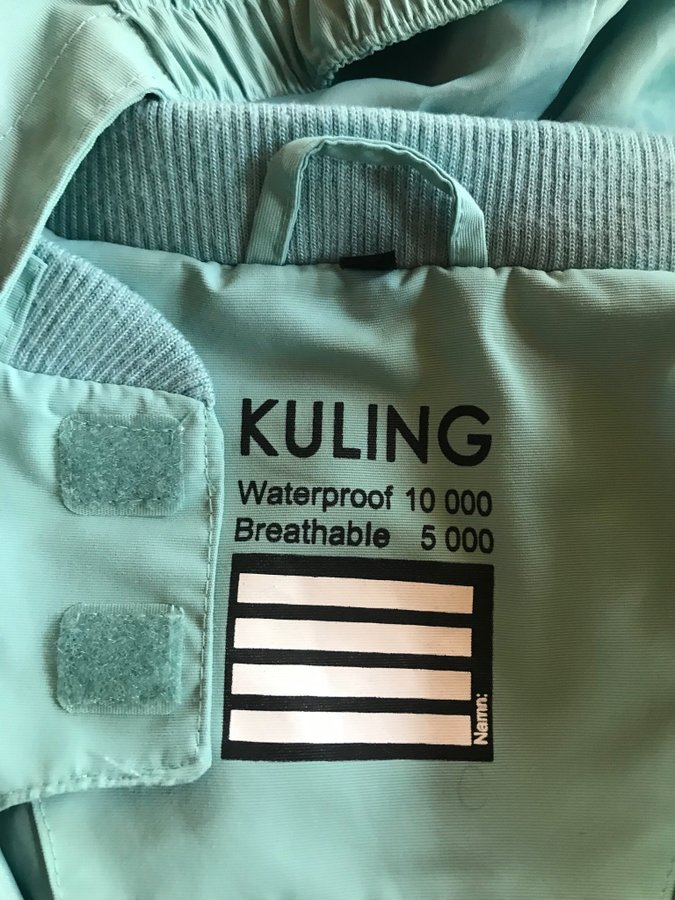 KULING
Waterproof 10 000
Breathable 5 000
Namn: